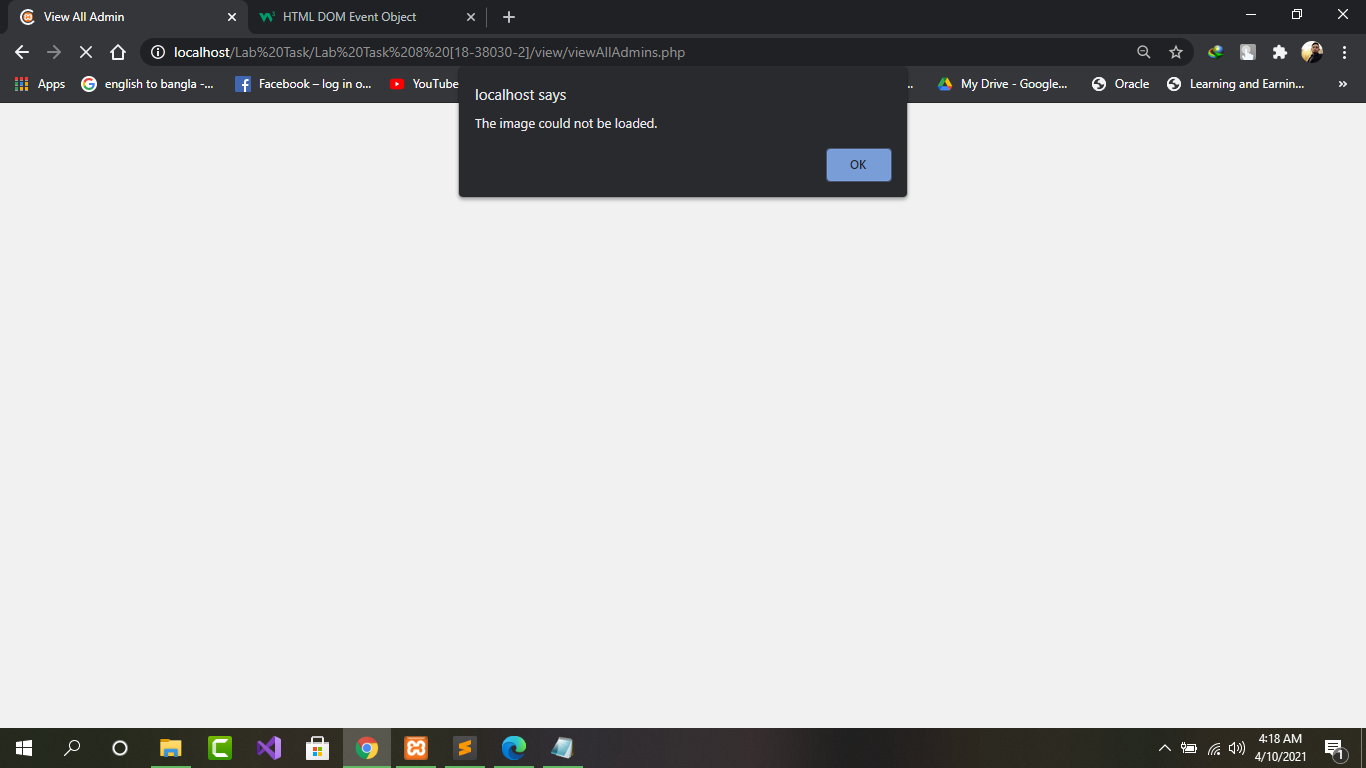 View All Admin
HTML DOM Event Object
localhost/Lab%20Task/Lab%20Task%208%20[18-38030-2]/view/viewAllAdmins.php
Apps
english to bangla -...
Facebook – log in o...
YouTube
..
My Drive - Google...
Oracle
Learning and Earnin...
»
localhost says
The image could not be loaded.
OK
4:18 AM
4/10/2021
1